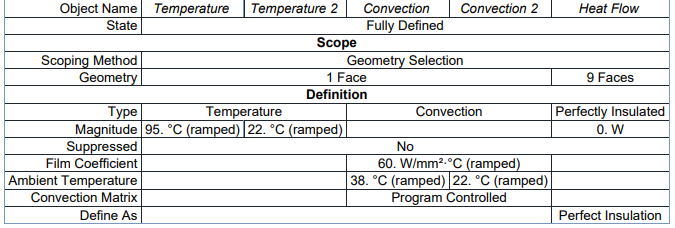 Object Name Temperature Temperature 2 Convection Convection 2 Heat Flow
State Fully Defined
Scope
Scoping Method Geometry Selection
Geometry 1 Face 9 Faces
Definition
Type Temperature Convection Perfectly Insulated
Magnitude 95. °C (ramped) 22. °C (ramped) 0. W
Suppressed No
Film Coefficient 60. W/mm²·°C (ramped)
Ambient Temperature 38. °C (ramped) 22. °C (ramped)
Convection Matrix Program Controlled
Define As Perfect Insulation